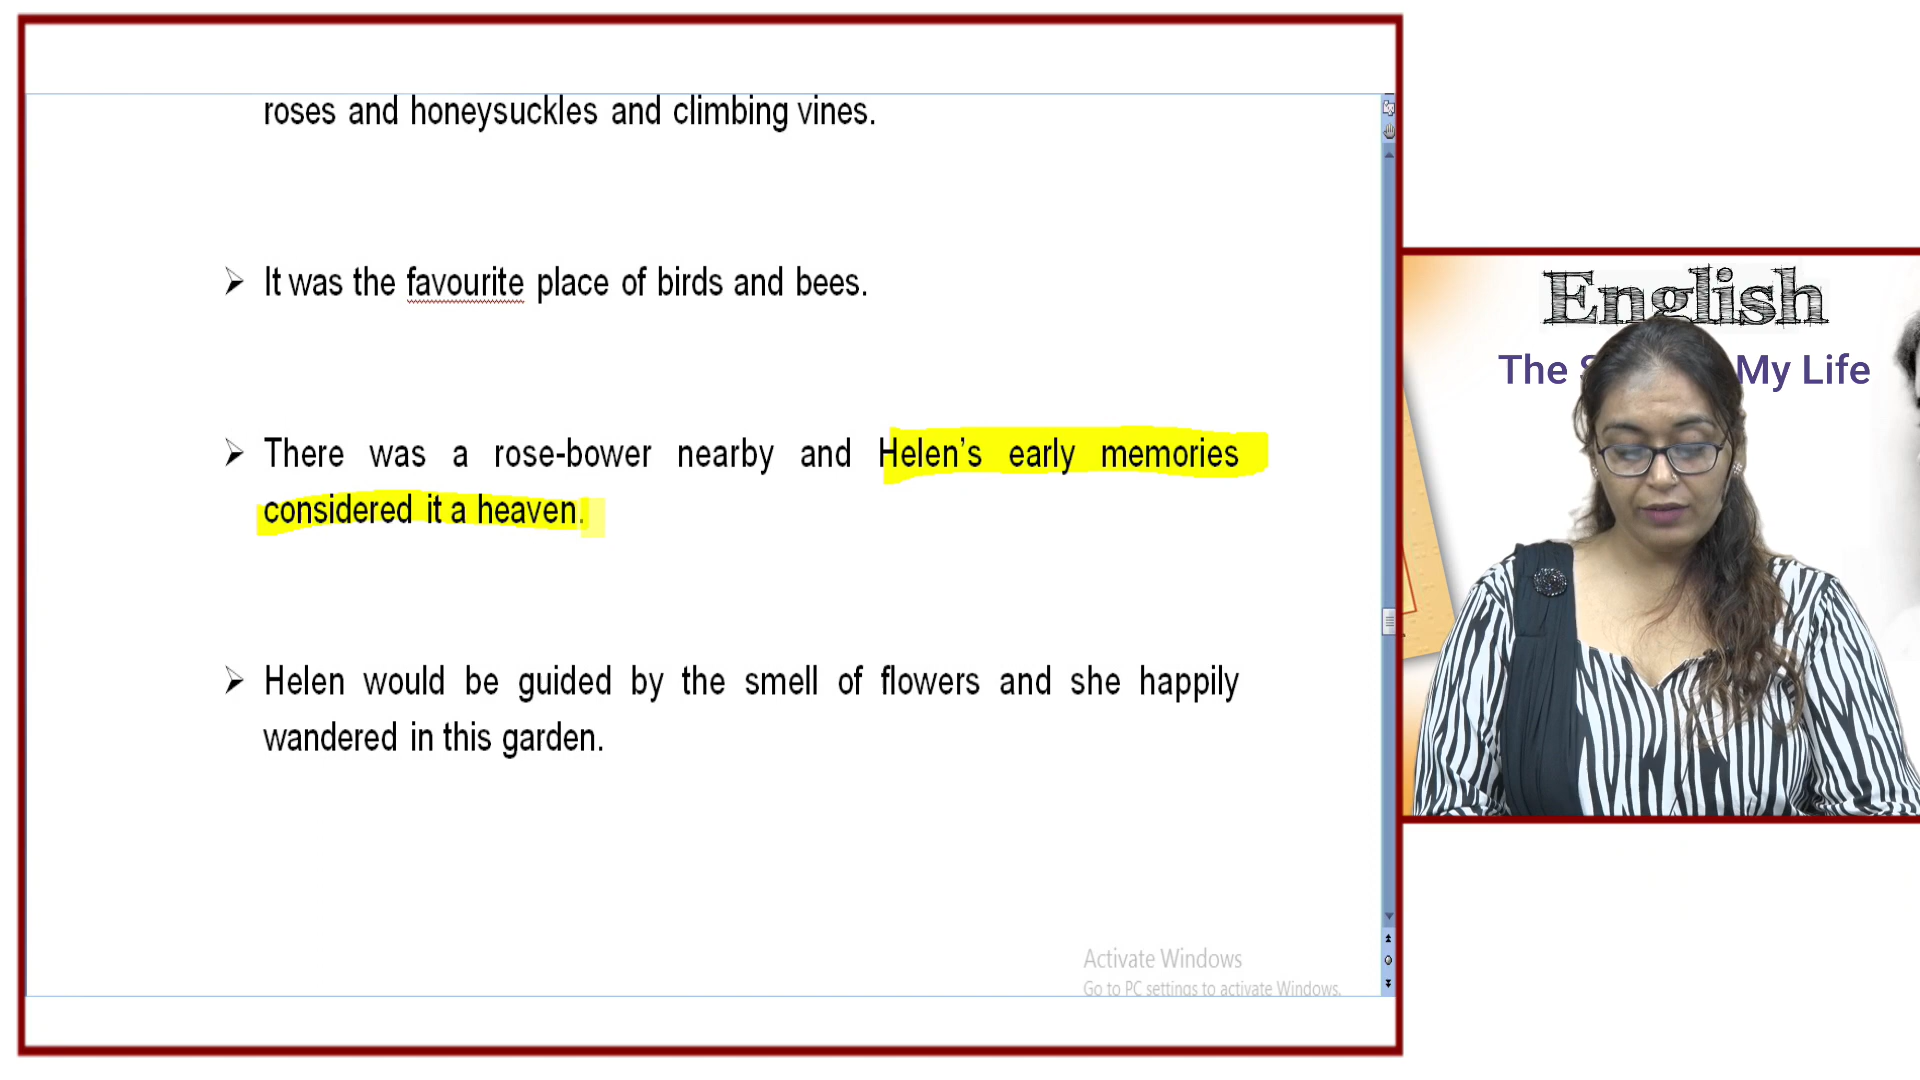 roses and honeysuckles and climbing vines.
It was the favourite place of birds and bees.
There was a rose-bower nearby and Helen's early memories
considered it a heaven.
Helen would be guided by the smell of flowers and she happily
wandered in this garden.
Activate Windows
Go to PC settings to activate Windows.
English
The My Life